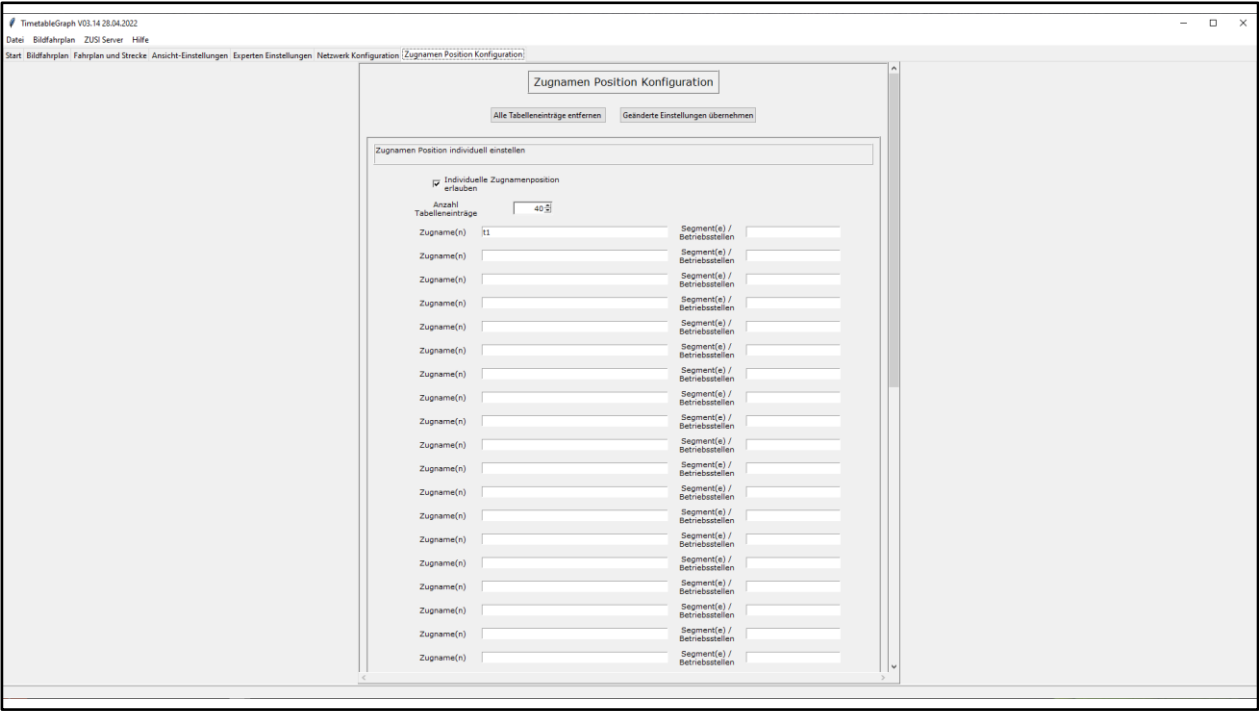 TimetableGraph V03.14 28.04.2022
Datei Bildfahrplan ZUSI Server Hilfe
Start Bildfahrplan Fahrplan und Strecke Ansicht-Einstellungen Experten Einstellungen Netzwerk Konfiguration Zugnamen Position Konfiguration
Zugnamen Position Konfiguration
Alle Tabelleneinträge entfernen Geänderte Einstellungen übernehmen
Zugnamen Position individuell einstellen
Individuelle Zugnamenposition
erlauben
Anzahl
Tabelleneinträge
40
Zugname(n) t1 Segment(e) /
Betriebsstellen
Zugname(n) Segment(e) /
Betriebsstellen
Zugname(n) Segment(e) /
Betriebsstellen
Zugname(n) Segment(e) /
Betriebsstellen
Zugname(n) Segment(e) /
Betriebsstellen
Zugname(n) Segment(e) /
Betriebsstellen
Zugname(n) Segment(e) /
Betriebsstellen
Zugname(n) Segment(e) /
Betriebsstellen
Zugname(n) Segment(e) /
Betriebsstellen
Zugname(n) Segment(e) /
Betriebsstellen
Zugname(n) Segment(e) /
Betriebsstellen
Zugname(n) Segment(e) /
Betriebsstellen
Zugname(n) Segment(e) /
Betriebsstellen
Zugname(n) Segment(e) /
Betriebsstellen
Zugname(n) Segment(e) /
Betriebsstellen
Zugname(n) Segment(e) /
Betriebsstellen
Zugname(n) Segment(e) /
Betriebsstellen
Zugname(n) Segment(e) /
Betriebsstellen
Zugname(n) Segment(e) /
Betriebsstellen